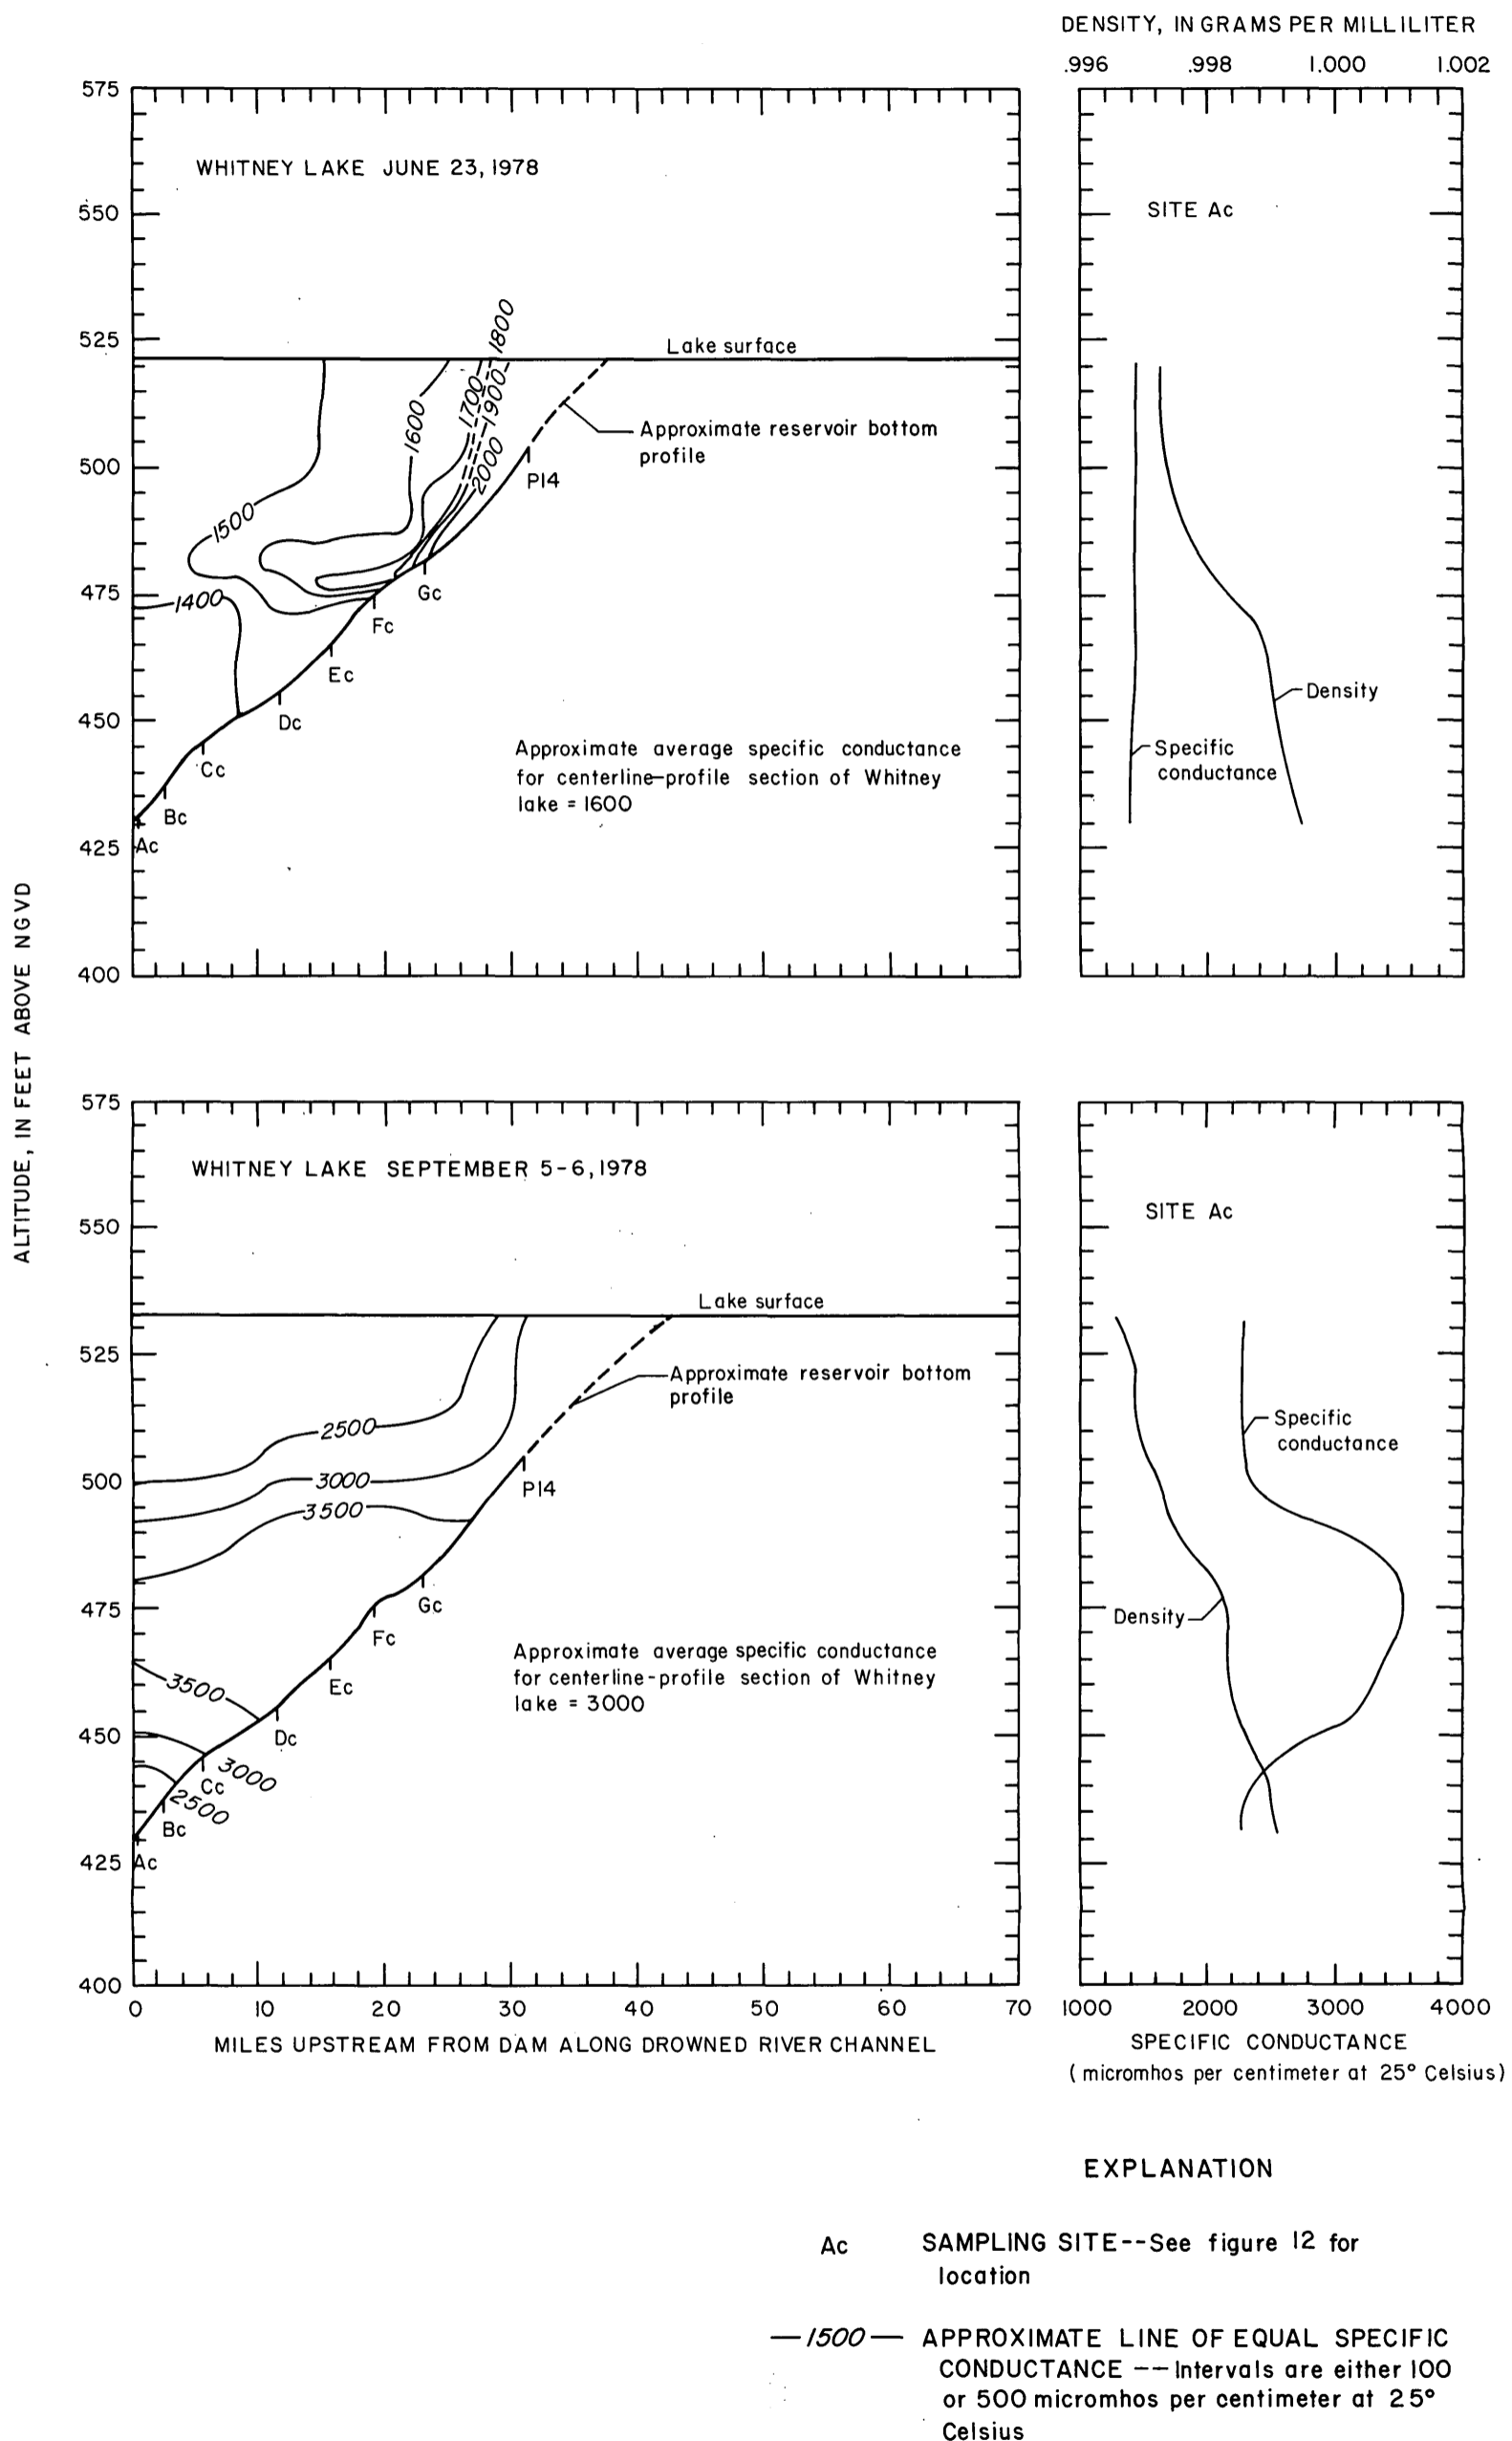 DENSITY, IN GRAMS PER MILLILITER
.996 .998 1.000 1.002
575
550
525
500
475
450
425
400
WHITNEY LAKE JUNE 23, 1978
Lake surface
1800
1700
1900
1600
2000
1500
1400
Approximate reservoir bottom
profile
P14
Gc
Fc
Ec
Dc
Cc
Bc
Ac
Approximate average specific conductance
for centerline-profile section of Whitney
lake = 1600
SITE Ac
Density
Specific
conductance
ALTITUDE, IN FEET ABOVE NGVD
575
550
525
500
475
450
425
400
WHITNEY LAKE SEPTEMBER 5-6, 1978
Lake surface
Approximate reservoir bottom
profile
2500
3000
3500
P14
Gc
Fc
Ec
Dc
Cc
Bc
Ac
3500
3000
2500
Approximate average specific conductance
for centerline-profile section of Whitney
lake = 3000
SITE Ac
Specific
conductance
Density
0 10 20 30 40 50 60 70
MILES UPSTREAM FROM DAM ALONG DROWNED RIVER CHANNEL
1000 2000 3000 4000
SPECIFIC CONDUCTANCE
(micromhos per centimeter at 25° Celsius)
EXPLANATION
Ac SAMPLING SITE--See figure 12 for
location
—1500— APPROXIMATE LINE OF EQUAL SPECIFIC
CONDUCTANCE -- Intervals are either 100
or 500 micromhos per centimeter at 25°
Celsius